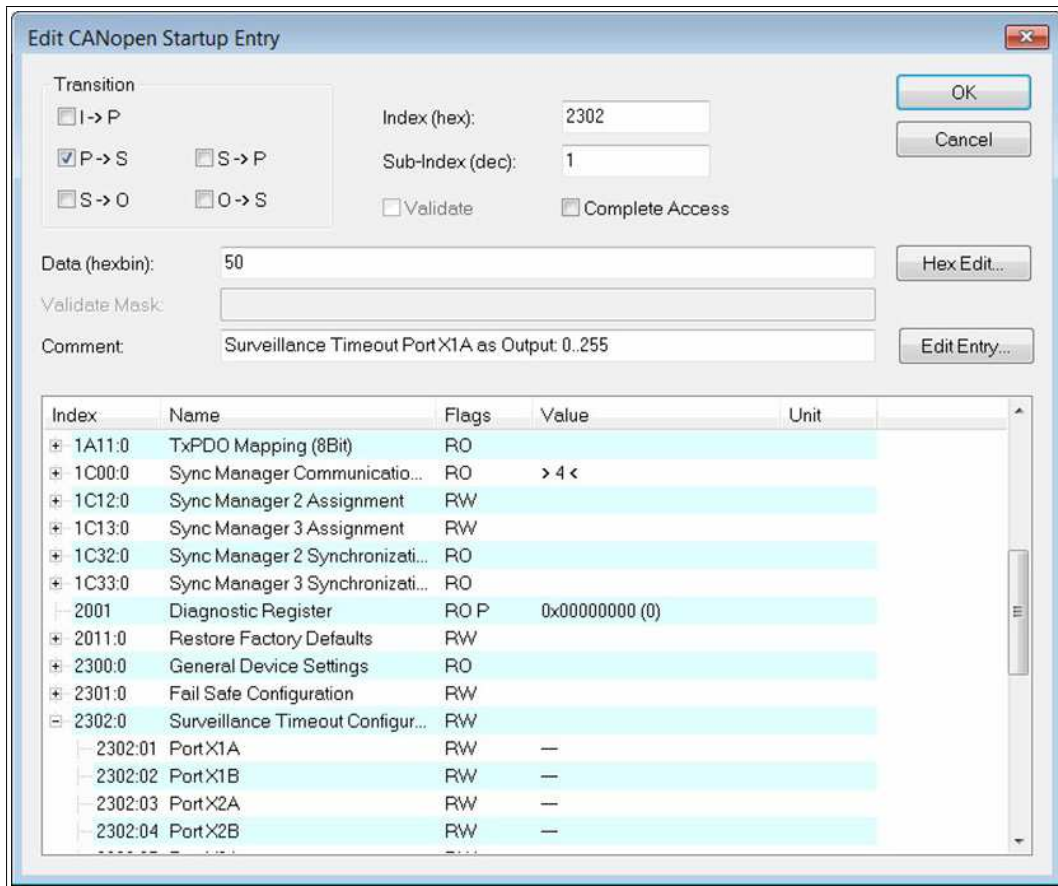 Edit CANopen Startup Entry
Transition
I -> P
P -> S
S -> P
S -> O
O -> S
Index (hex): 2302
Sub-Index (dec): 1
Validate
Complete Access
OK
Cancel
Data (hexbin): 50
Hex Edit...
Validate Mask:
Comment: Surveillance Timeout Port X1A as Output: 0..255
Edit Entry...
Index Name Flags Value Unit
1A11:0 TxPDO Mapping (8Bit) RO
1C00:0 Sync Manager Communicatio... RO > 4 <
1C12:0 Sync Manager 2 Assignment RW
1C13:0 Sync Manager 3 Assignment RW
1C32:0 Sync Manager 2 Synchronizati... RO
1C33:0 Sync Manager 3 Synchronizati... RO
2001 Diagnostic Register RO P 0x00000000 (0)
2011:0 Restore Factory Defaults RW
2300:0 General Device Settings RO
2301:0 Fail Safe Configuration RW
2302:0 Surveillance Timeout Configur... RW
2302:01 Port X1A RW —
2302:02 Port X1B RW —
2302:03 Port X2A RW —
2302:04 Port X2B RW —